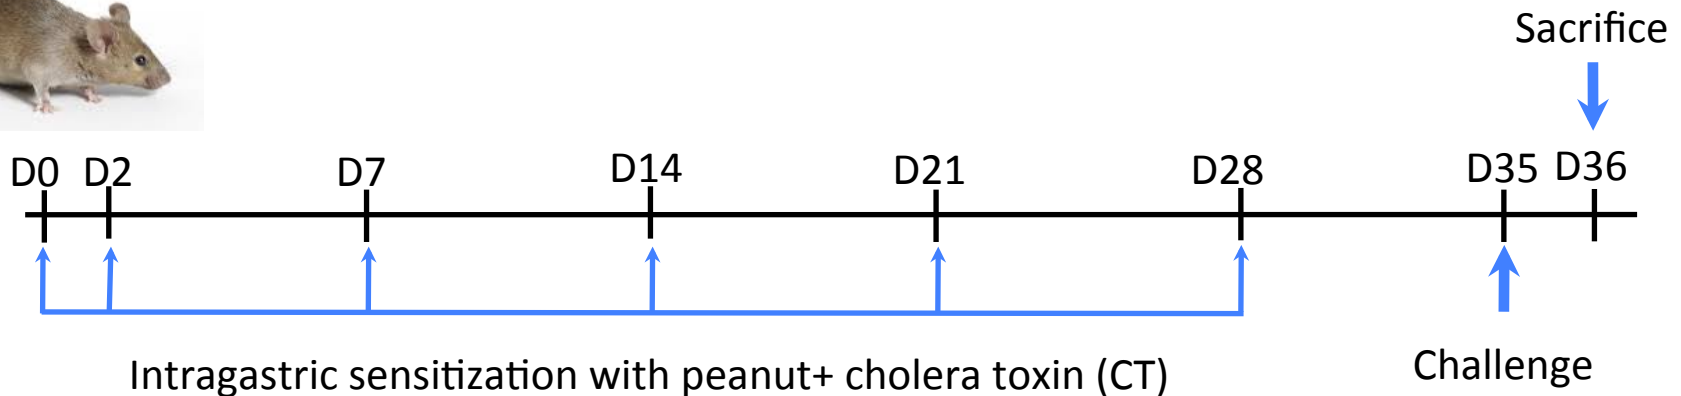 Sacrifice
D0 D2 D7 D14 D21 D28 D35 D36
Intragastric sensitization with peanut+ cholera toxin (CT)
Challenge